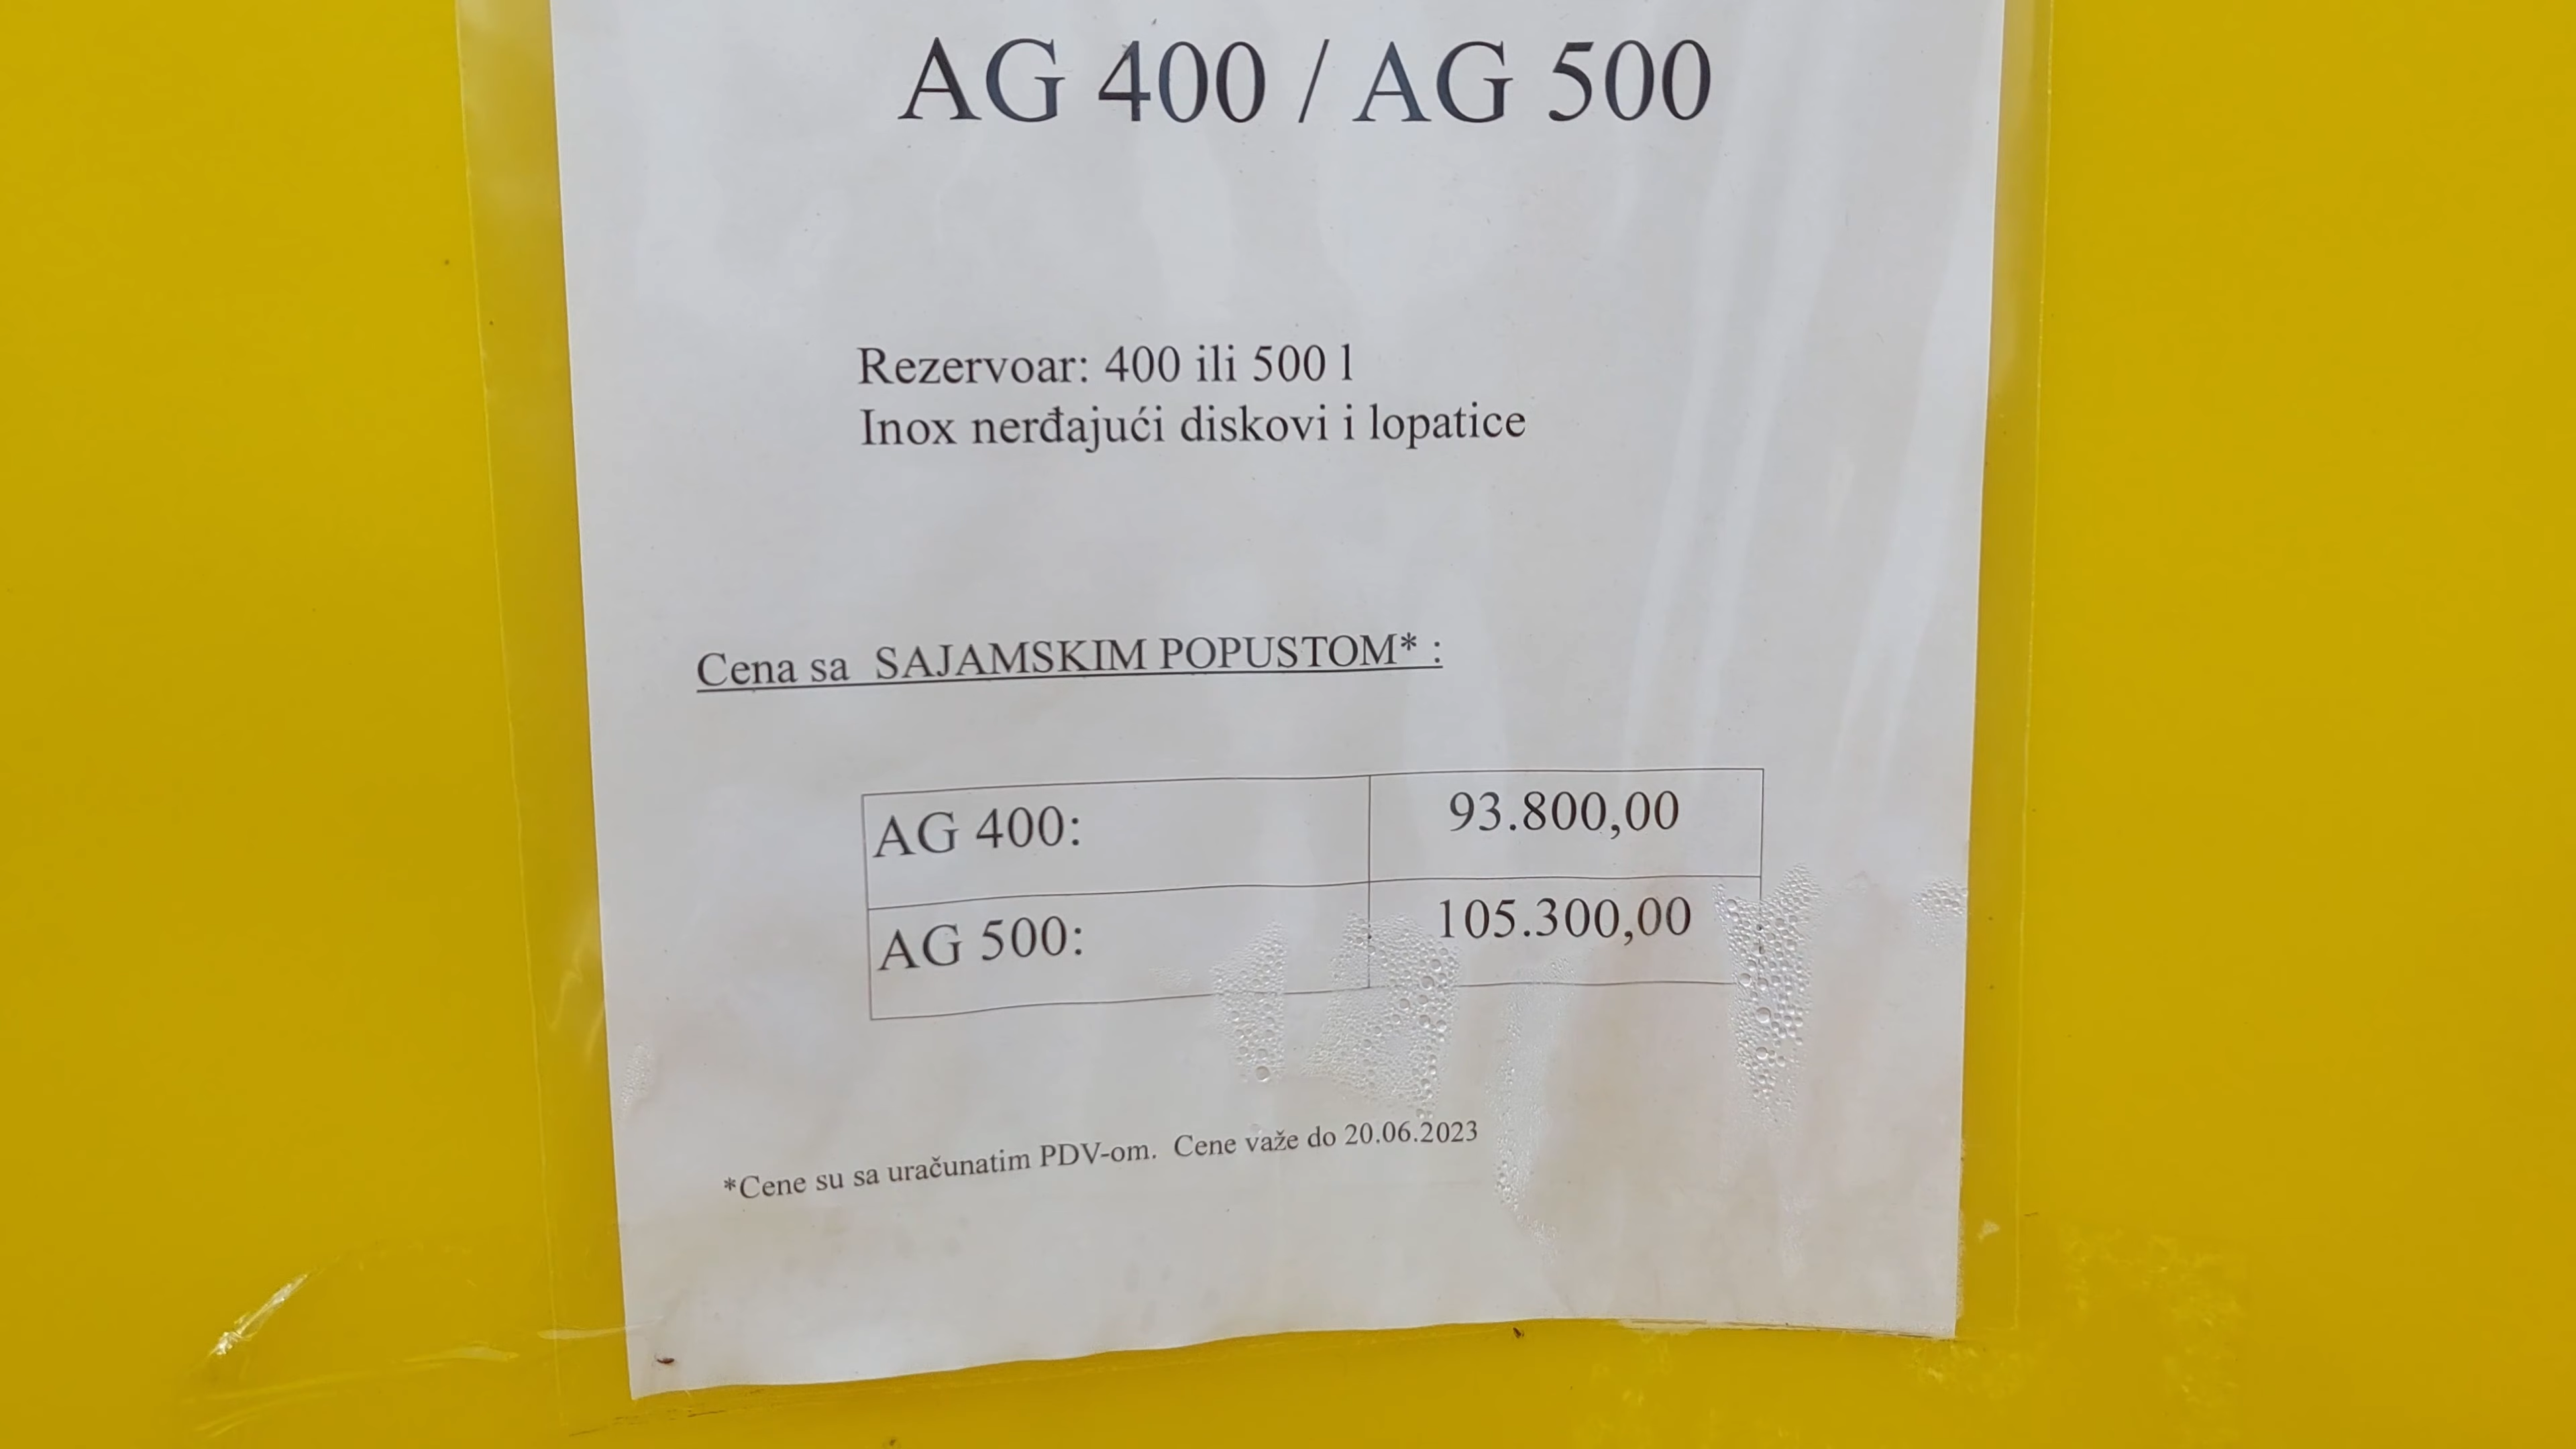 AG 400 / AG 500
Rezervoar: 400 ili 500 l
Inox nerđajući diskovi i lopatice
Cena sa SAJAMSKIM POPUSTOM* :
AG 400: 93.800,00
AG 500: 105.300,00
*Cene su sa uračunatim PDV-om. Cene važe do 20.06.2023